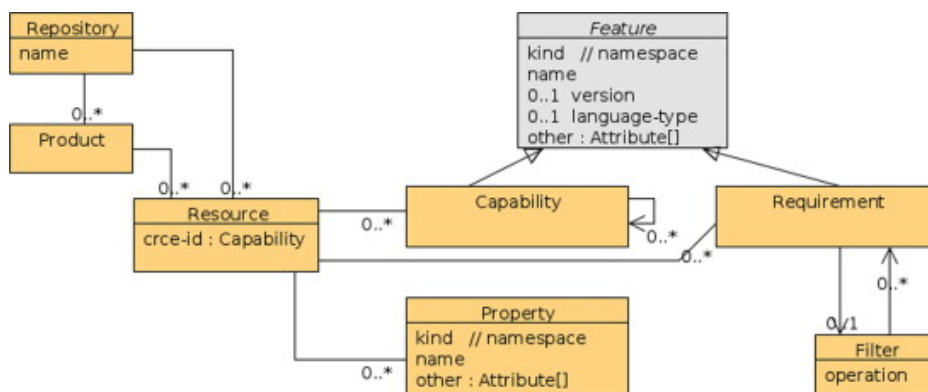 Repository
name
0..*
Product
0..*
0..*
Resource
crce-id : Capability
Feature
kind // namespace
name
0..1 version
0..1 language-type
other : Attribute[]
Capability
0..*
0..*
Requirement
0..*
Property
kind // namespace
name
other : Attribute[]
0..*
0..*
0../1
Filter
operation